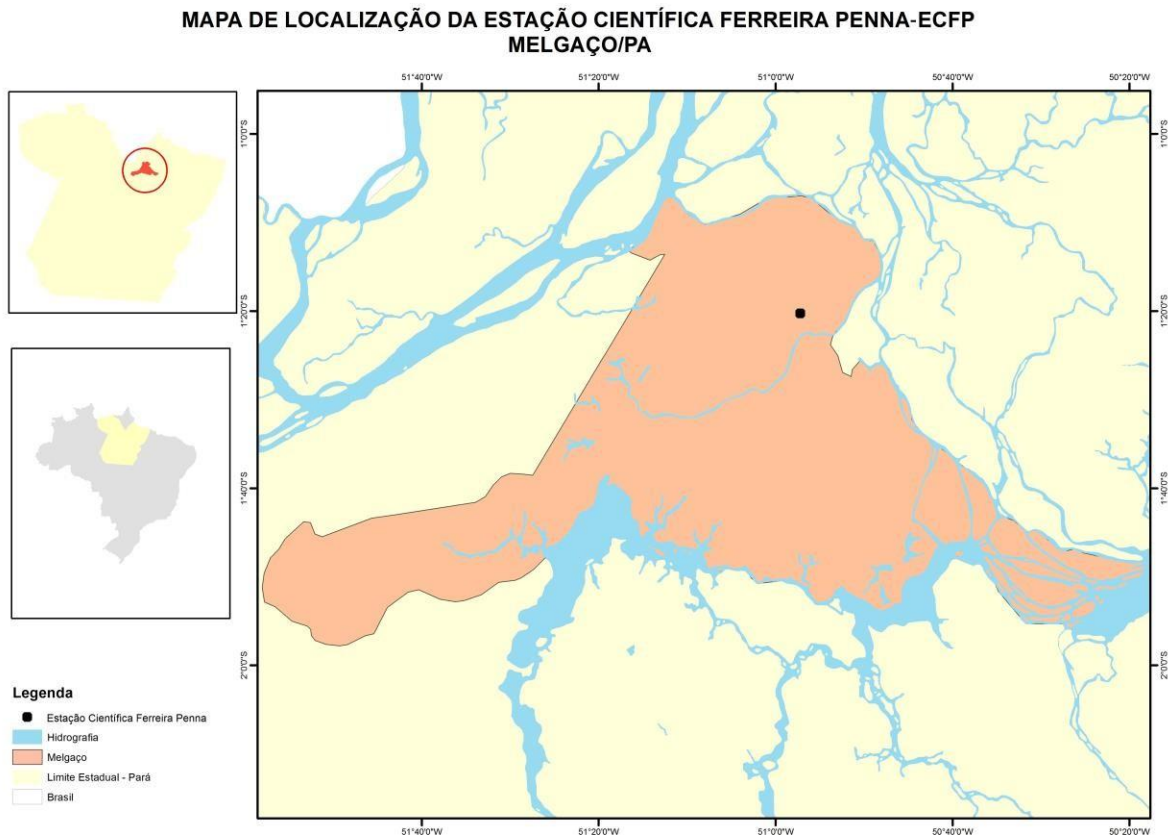 MAPA DE LOCALIZAÇÃO DA ESTAÇÃO CIENTÍFICA FERREIRA PENNA-ECFP
MELGAÇO/PA
51°40'0"W
51°20'0"W
51°0'0"W
50°40'0"W
50°20'0"W
1°0'0"S
1°0'0"S
1°20'0"S
1°20'0"S
1°40'0"S
1°40'0"S
2°0'0"S
2°0'0"S
Legenda
Estação Científica Ferreira Penna
Hidrografia
Melgaço
Limite Estadual - Pará
Brasil
51°40'0"W
51°20'0"W
51°0'0"W
50°40'0"W
50°20'0"W